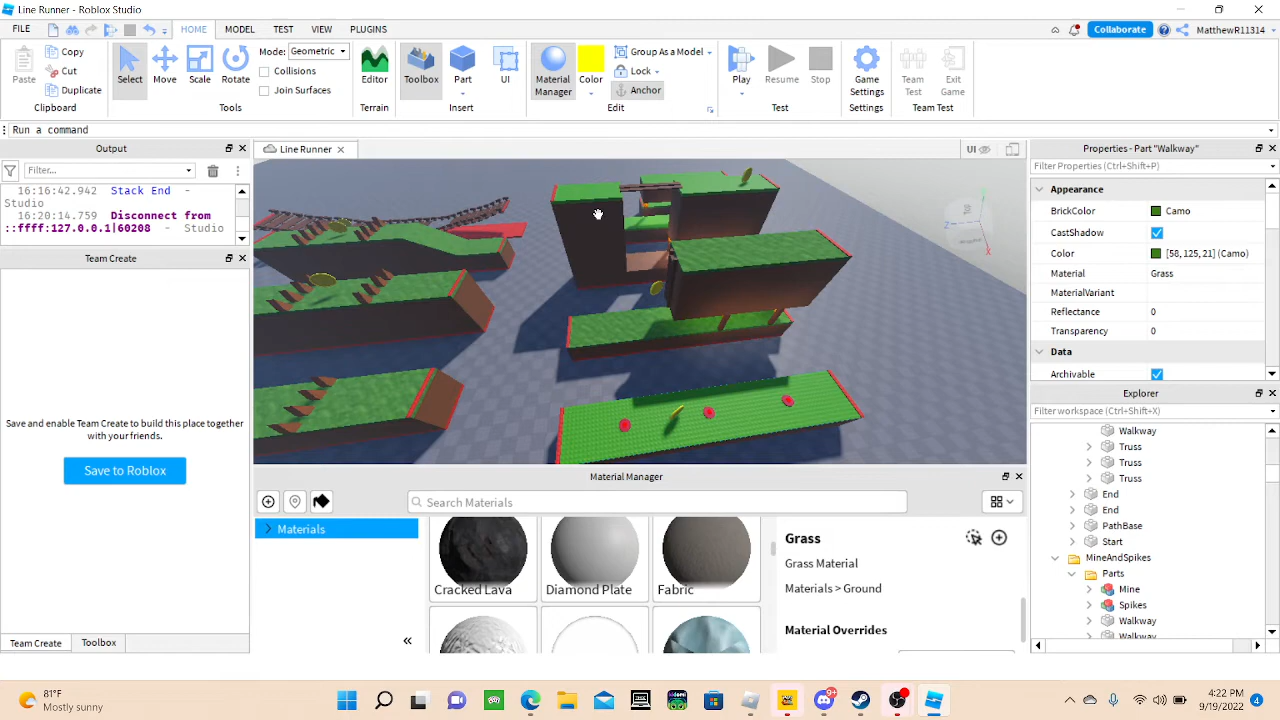 Line Runner - Roblox Studio
FILE HOME MODEL TEST VIEW PLUGINS Collaborate MatthewR11314
Paste Copy Cut Duplicate Clipboard
Select Move Scale Rotate Mode: Geometric Collisions Join Surfaces Tools
Editor Terrain
Toolbox Part UI Insert
Material Manager Color Group As a Model Lock Anchor Edit
Play Resume Stop Test
Game Settings Settings
Team Test Exit Game Team Test
Run a command
Output
Filter...
16:16:42.942 Stack End -
Studio
16:20:14.759 Disconnect from
::ffff:127.0.0.1|60208 - Studio
Team Create
Save and enable Team Create to build this place together
with your friends.
Save to Roblox
Team Create Toolbox
Line Runner
UI
Material Manager
Search Materials
Materials
Cracked Lava
Diamond Plate
Fabric
Grass
Grass Material
Materials > Ground
Material Overrides
Properties - Part "Walkway"
Filter Properties (Ctrl+Shift+P)
Appearance
BrickColor Camo
CastShadow
Color [58,125,21] (Camo)
Material Grass
MaterialVariant
Reflectance 0
Transparency 0
Data
Archivable
Explorer
Filter workspace (Ctrl+Shift+X)
Walkway
Truss
Truss
Truss
End
End
PathBase
Start
MineAndSpikes
Parts
Mine
Spikes
Walkway
Walkway
81°F
Mostly sunny
4:22 PM
9/19/2022
4